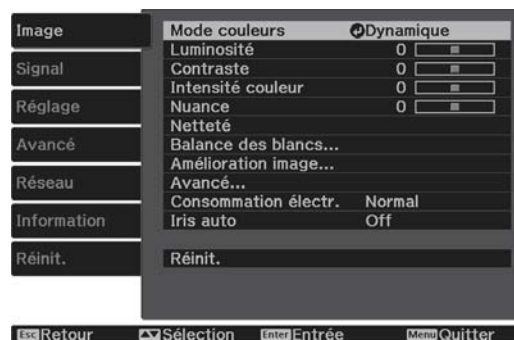 Image
Signal
Réglage
Avancé
Réseau
Information
Réinit.
Mode couleurs Dynamique
Luminosité 0
Contraste 0
Intensité couleur 0
Nuance 0
Netteté
Balance des blancs...
Amélioration image...
Avancé...
Consommation électr. Normal
Iris auto Off
Réinit.
Esc Retour Sélection Enter Entrée Menu Quitter